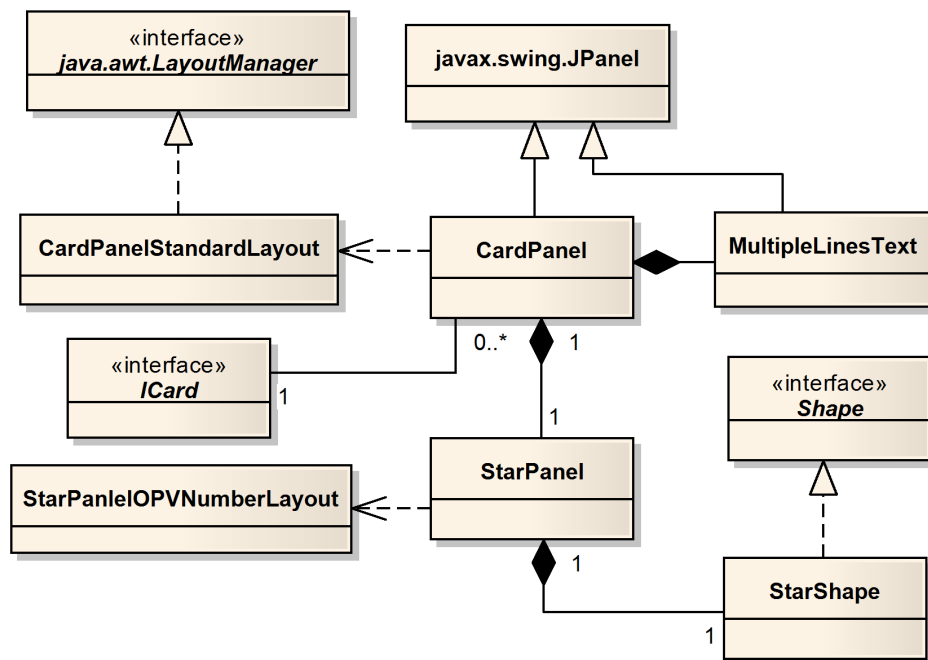 «interface»
java.awt.LayoutManager
javax.swing.JPanel
CardPanelStandardLayout
CardPanel
MultipleLinesText
0..*
1
«interface»
ICard
1
«interface»
Shape
1
StarPanel
StarPanlelOPVNumberLayout
1
StarShape
1